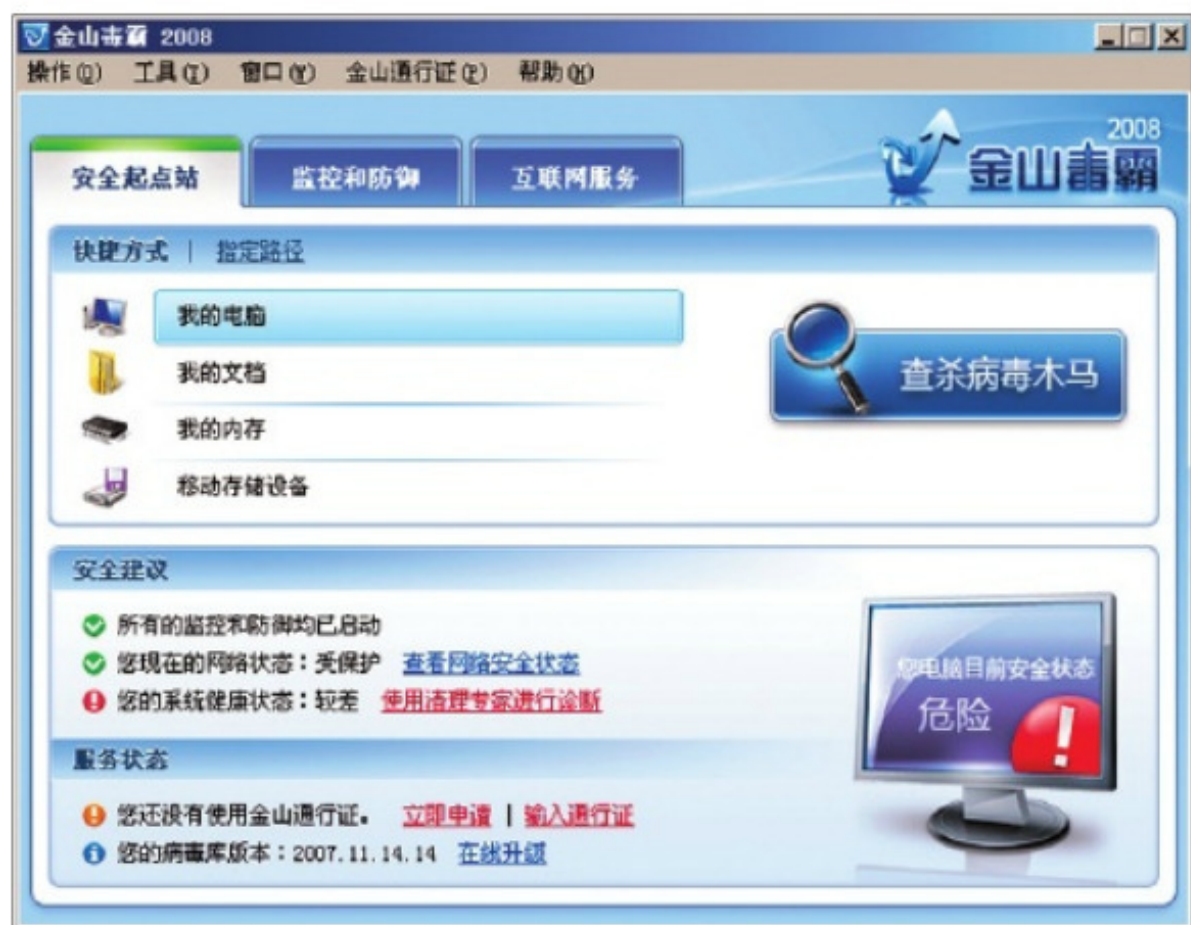 金山毒霸 2008
操作(O) 工具(T) 窗口(W) 金山通行证(P) 帮助(H)
2008
金山毒霸
安全起点站 监控和防御 互联网服务
快捷方式 | 指定路径
我的电脑
我的文档
我的内存
移动存储设备
查杀病毒木马
安全建议
所有的监控和防御均已启动
您现在的网络状态：受保护 查看网络安全状态
您的系统健康状态：较差 使用清理专家进行诊断
您电脑目前安全状态
危险
服务状态
您还没有使用金山通行证。 立即申请 | 输入通行证
您的病毒库版本：2007.11.14.14 在线升级